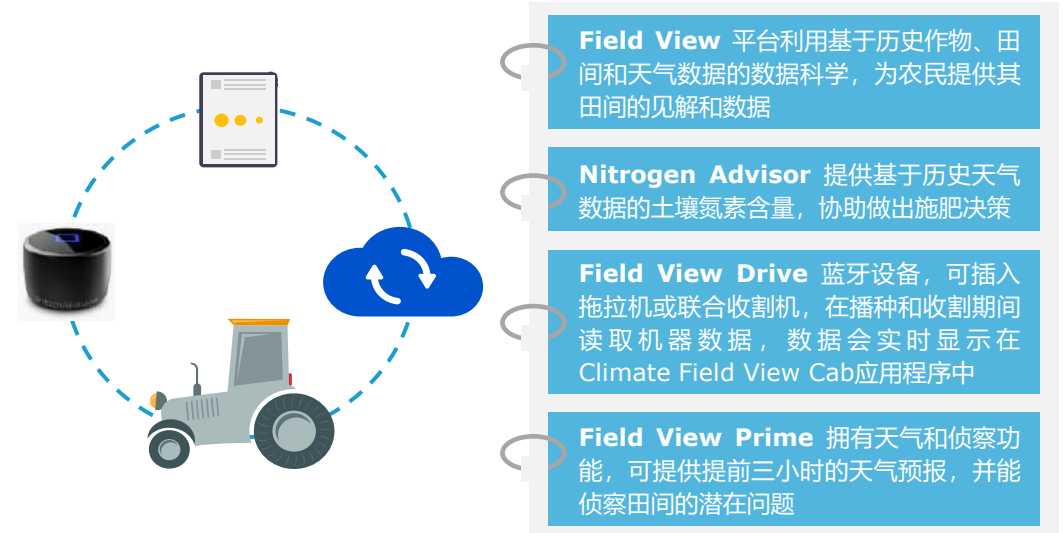 Field View 平台利用基于历史作物、田
间和天气数据的数据科学，为农民提供其
田间的见解和数据
Nitrogen Advisor 提供基于历史天气
数据的土壤氮素含量，协助做出施肥决策
Field View Drive 蓝牙设备，可插入
拖拉机或联合收割机，在播种和收割期间
读取机器数据，数据会实时显示在
Climate Field View Cab应用程序中
Field View Prime 拥有天气和侦察功
能，可提供提前三小时的天气预报，并能
侦察田间的潜在问题